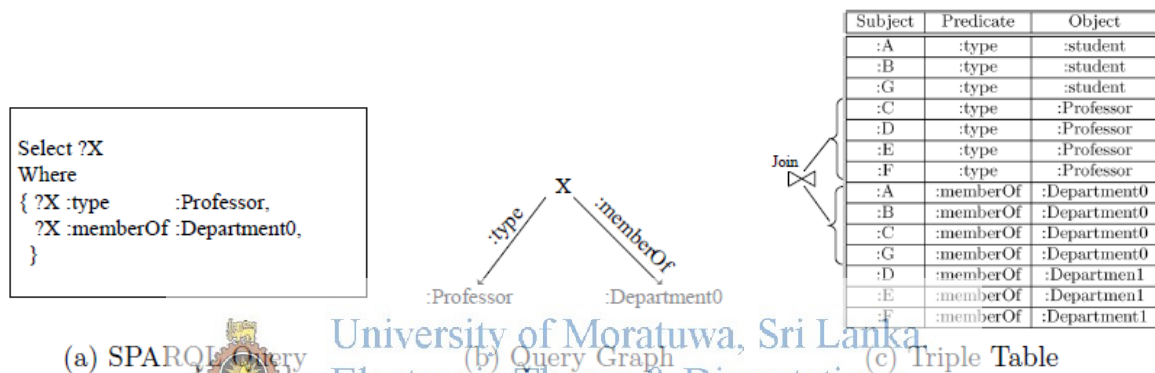 Select ?X
Where
{ ?X :type :Professor,
?X :memberOf :Department0,
}
(a) SPARQL Query
X
:type
:memberOf
:Professor
:Department0
(b) Query Graph
Join
Subject Predicate Object
:A :type :student
:B :type :student
:G :type :student
:C :type :Professor
:D :type :Professor
:E :type :Professor
:F :type :Professor
:A :memberOf :Department0
:B :memberOf :Department0
:C :memberOf :Department0
:G :memberOf :Department0
:D :memberOf :Departmen1
:E :memberOf :Departmen1
:F :memberOf :Department1
(c) Triple Table
University of Moratuwa, Sri Lanka